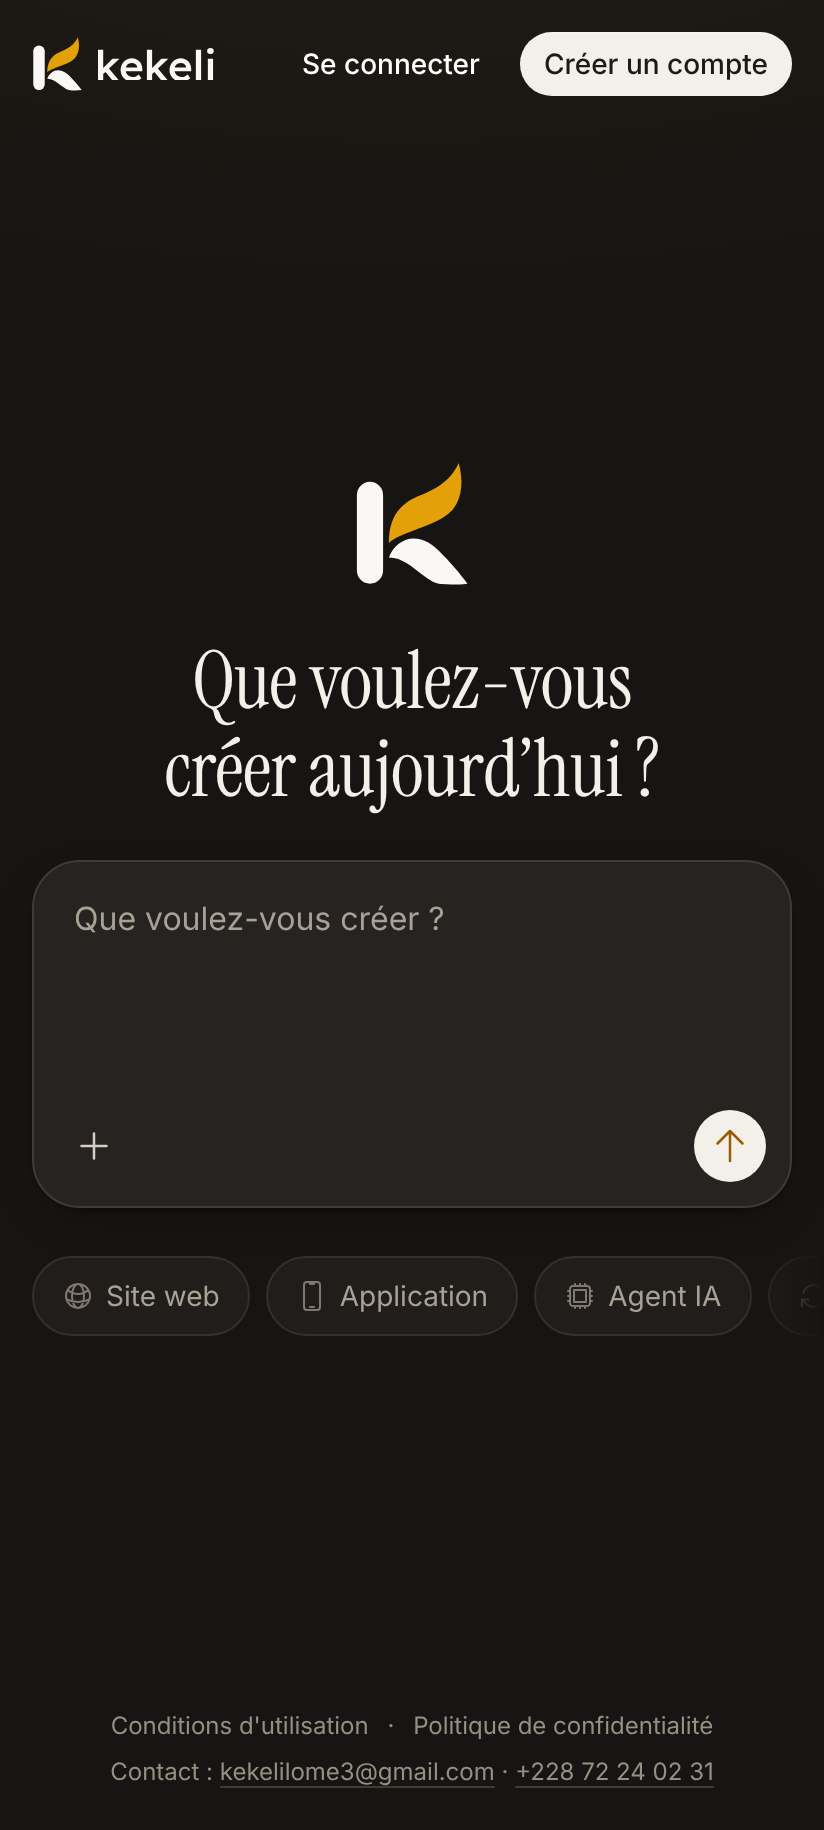 kekeli
Se connecter
Créer un compte
Que voulez-vous
créer aujourd’hui ?
Que voulez-vous créer ?
Site web
Application
Agent IA
Conditions d'utilisation · Politique de confidentialité
Contact : kekelilome3@gmail.com · +228 72 24 02 31